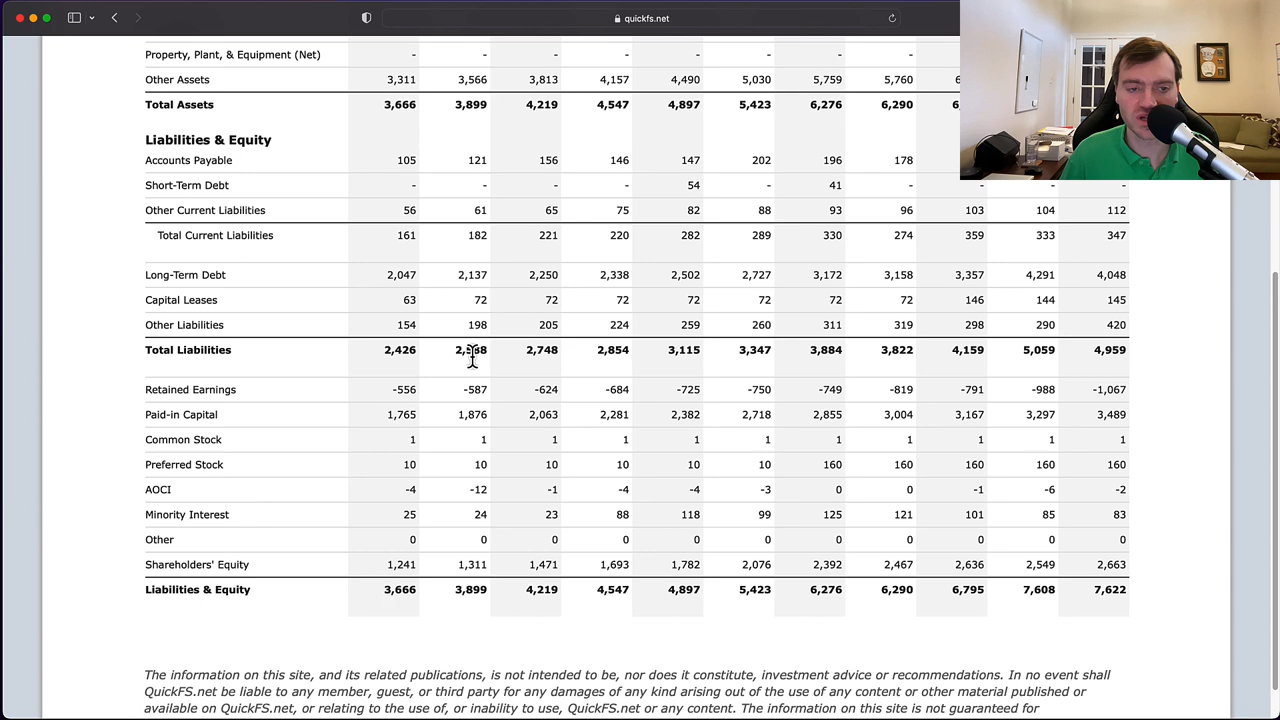 quickfs.net
Property, Plant, & Equipment (Net) - - - - - - - -
Other Assets 3,311 3,566 3,813 4,157 4,490 5,030 5,759 5,760
Total Assets 3,666 3,899 4,219 4,547 4,897 5,423 6,276 6,290
Liabilities & Equity
Accounts Payable 105 121 156 146 147 202 196 178
Short-Term Debt - - - - 54 - 41 - - - -
Other Current Liabilities 56 61 65 75 82 88 93 96 103 104 112
Total Current Liabilities 161 182 221 220 282 289 330 274 359 333 347
Long-Term Debt 2,047 2,137 2,250 2,338 2,502 2,727 3,172 3,158 3,357 4,291 4,048
Capital Leases 63 72 72 72 72 72 72 72 146 144 145
Other Liabilities 154 198 205 224 259 260 311 319 298 290 420
Total Liabilities 2,426 2,748 2,854 3,115 3,347 3,884 3,822 4,159 5,059 4,959
Retained Earnings -556 -587 -624 -684 -725 -750 -749 -819 -791 -988 -1,067
Paid-in Capital 1,765 1,876 2,063 2,281 2,382 2,718 2,855 3,004 3,167 3,297 3,489
Common Stock 1 1 1 1 1 1 1 1 1 1 1
Preferred Stock 10 10 10 10 10 10 160 160 160 160 160
AOCI -4 -12 -1 -4 -4 -3 0 0 -1 -6 -2
Minority Interest 25 24 23 88 118 99 125 121 101 85 83
Other 0 0 0 0 0 0 0 0 0 0 0
Shareholders' Equity 1,241 1,311 1,471 1,693 1,782 2,076 2,392 2,467 2,636 2,549 2,663
Liabilities & Equity 3,666 3,899 4,219 4,547 4,897 5,423 6,276 6,290 6,795 7,608 7,622
The information on this site, and its related publications, is not intended to be, nor does it constitute, investment advice or recommendations. In no event shall
QuickFS.net be liable to any member, guest, or third party for any damages of any kind arising out of the use of any content or other material published or
available on QuickFS.net, or relating to the use of, or inability to use, QuickFS.net or any content. The information on this site is not guaranteed for